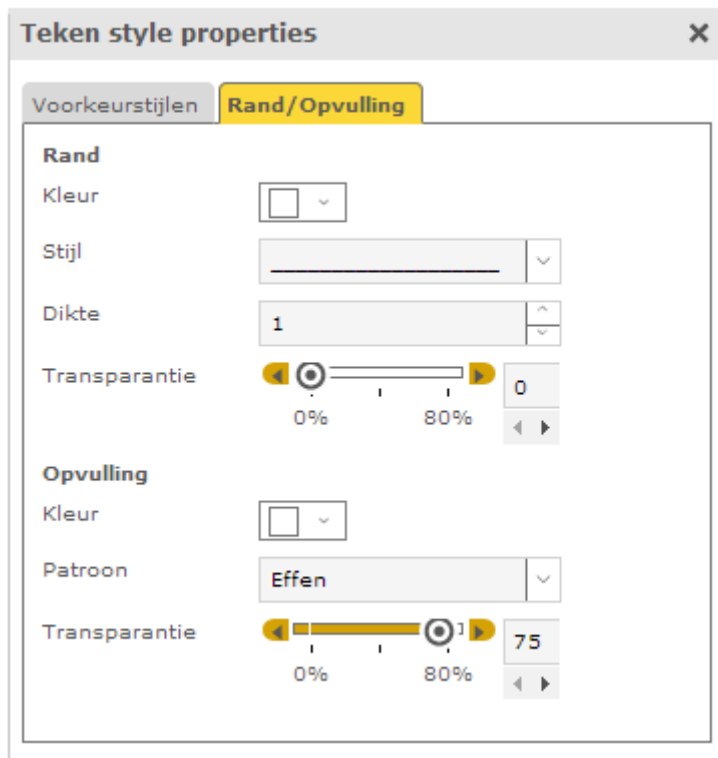 Teken style properties
Voorkeurstijlen Rand/Opvulling
Rand
Kleur
Stijl
Dikte 1
Transparantie 0
0% 80%
Opvulling
Kleur
Patroon Effen
Transparantie 75
0% 80%